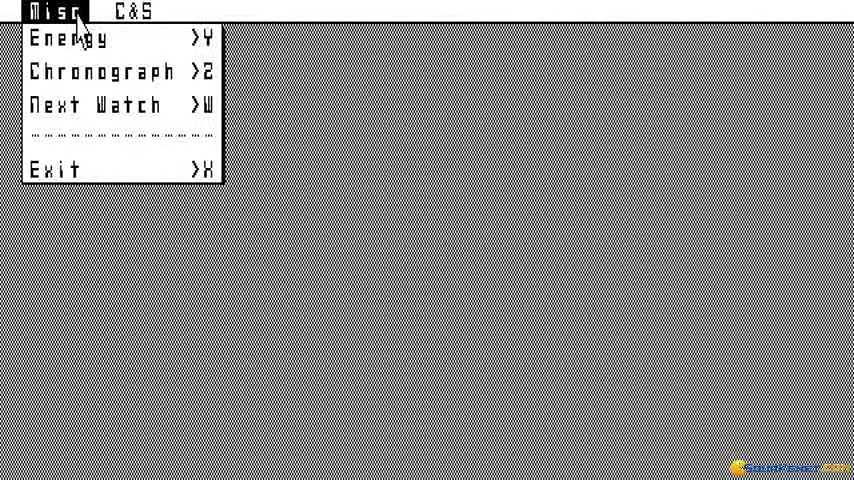 Misc C&S
Energy >Y
Chronograph >Z
Next Watch >W
Exit >X